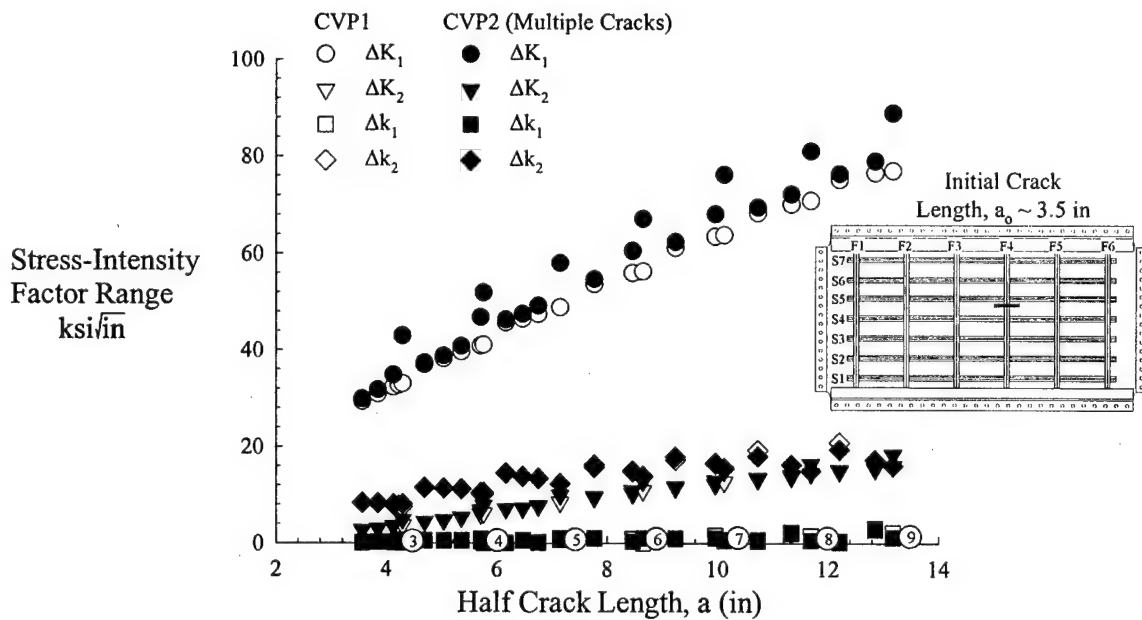 CVP1 CVP2 (Multiple Cracks)
ΔK₁ ΔK₁
ΔK₂ ΔK₂
Δk₁ Δk₁
Δk₂ Δk₂
100
80
60
40
20
0
Stress-Intensity
Factor Range
ksi√in
Initial Crack
Length, aₒ ~ 3.5 in
F1 F2 F3 F4 F5 F6
S7
S6
S5
S4
S3
S2
S1
3 4 5 6 7 8 9
2 4 6 8 10 12 14
Half Crack Length, a (in)